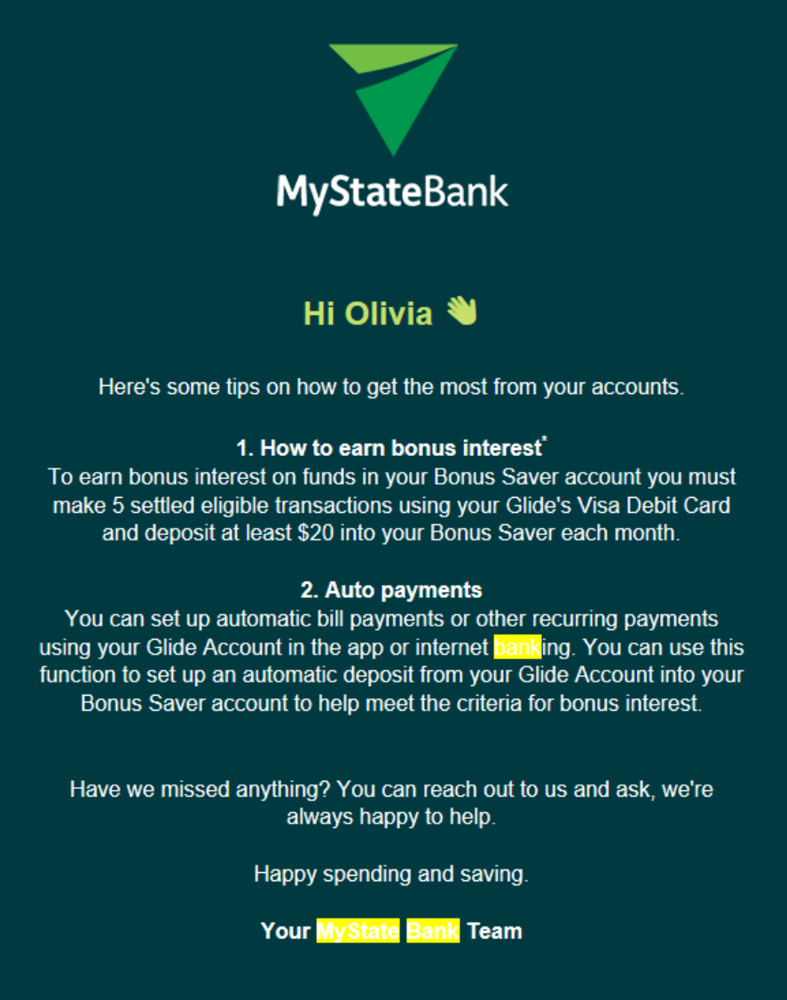 MyStateBank
Hi Olivia 👋
Here's some tips on how to get the most from your accounts.
1. How to earn bonus interest*
To earn bonus interest on funds in your Bonus Saver account you must
make 5 settled eligible transactions using your Glide's Visa Debit Card
and deposit at least $20 into your Bonus Saver each month.
2. Auto payments
You can set up automatic bill payments or other recurring payments
using your Glide Account in the app or internet banking. You can use this
function to set up an automatic deposit from your Glide Account into your
Bonus Saver account to help meet the criteria for bonus interest.
Have we missed anything? You can reach out to us and ask, we're
always happy to help.
Happy spending and saving.
Your MyState Bank Team